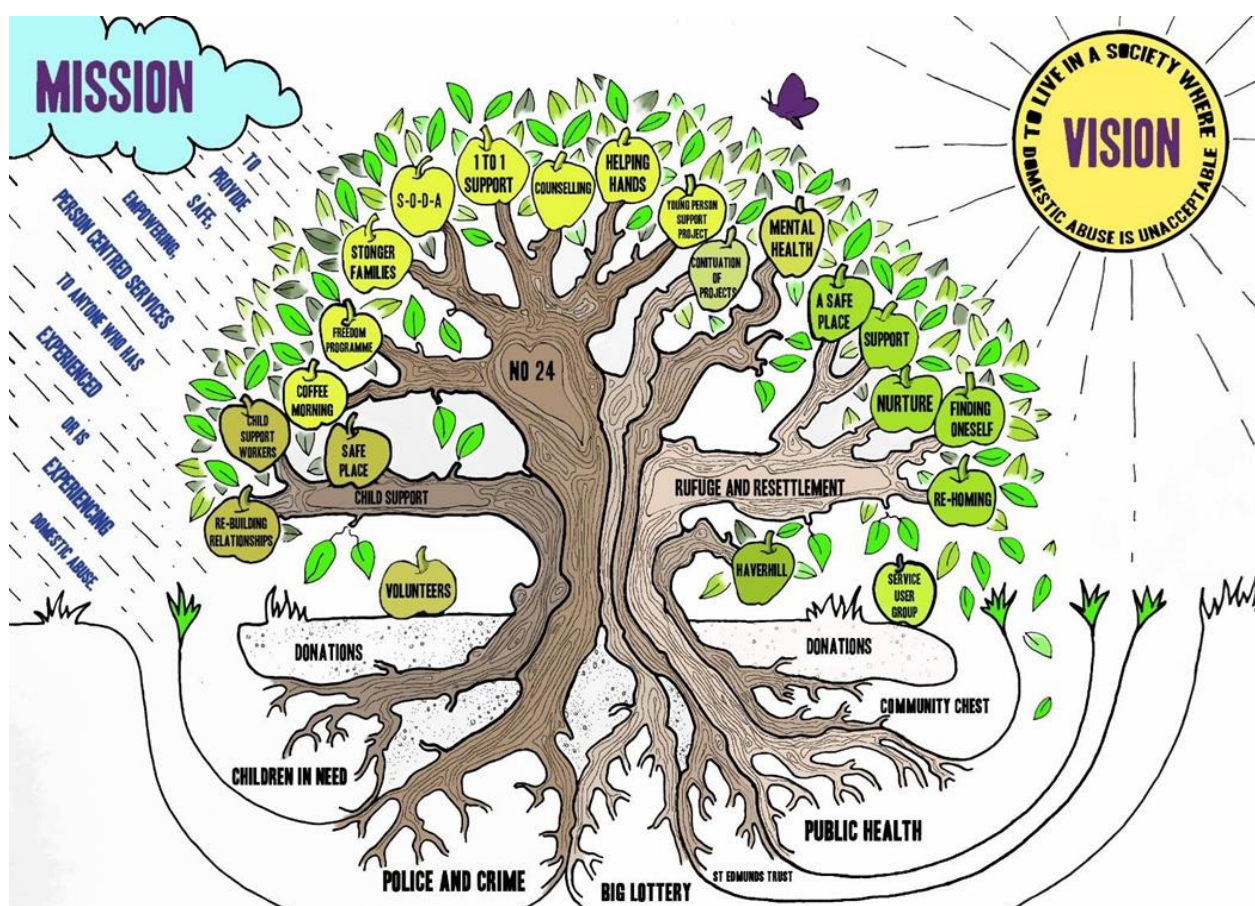 MISSION
TO
PROVIDE
SAFE,
EMPOWERING,
PERSON CENTRED SERVICES
TO ANYONE WHO HAS
EXPERIENCED
OR IS
EXPERIENCING
DOMESTIC ABUSE.
TO LIVE IN A SOCIETY WHERE
DOMESTIC ABUSE IS UNACCEPTABLE
VISION
1 TO 1
SUPPORT
COUNSELLING
HELPING
HANDS
S-O-D-A
YOUNG PERSON
SUPPORT
PROJECT
MENTAL
HEALTH
STONGER
FAMILIES
CONITUATION
OF
PROJECTS
A SAFE
PLACE
SUPPORT
FREEDOM
PROGRAMME
NO 24
COFFEE
MORNING
NURTURE
FINDING
ONESELF
CHILD
SUPPORT
WORKERS
SAFE
PLACE
CHILD SUPPORT
RUFUGE AND RESETTLEMENT
RE-HOMING
RE-BUILDING
RELATIONSHIPS
VOLUNTEERS
HAVERHILL
SERVICE
USER
GROUP
DONATIONS
DONATIONS
COMMUNITY CHEST
CHILDREN IN NEED
PUBLIC HEALTH
POLICE AND CRIME
BIG LOTTERY
ST EDMUNDS TRUST